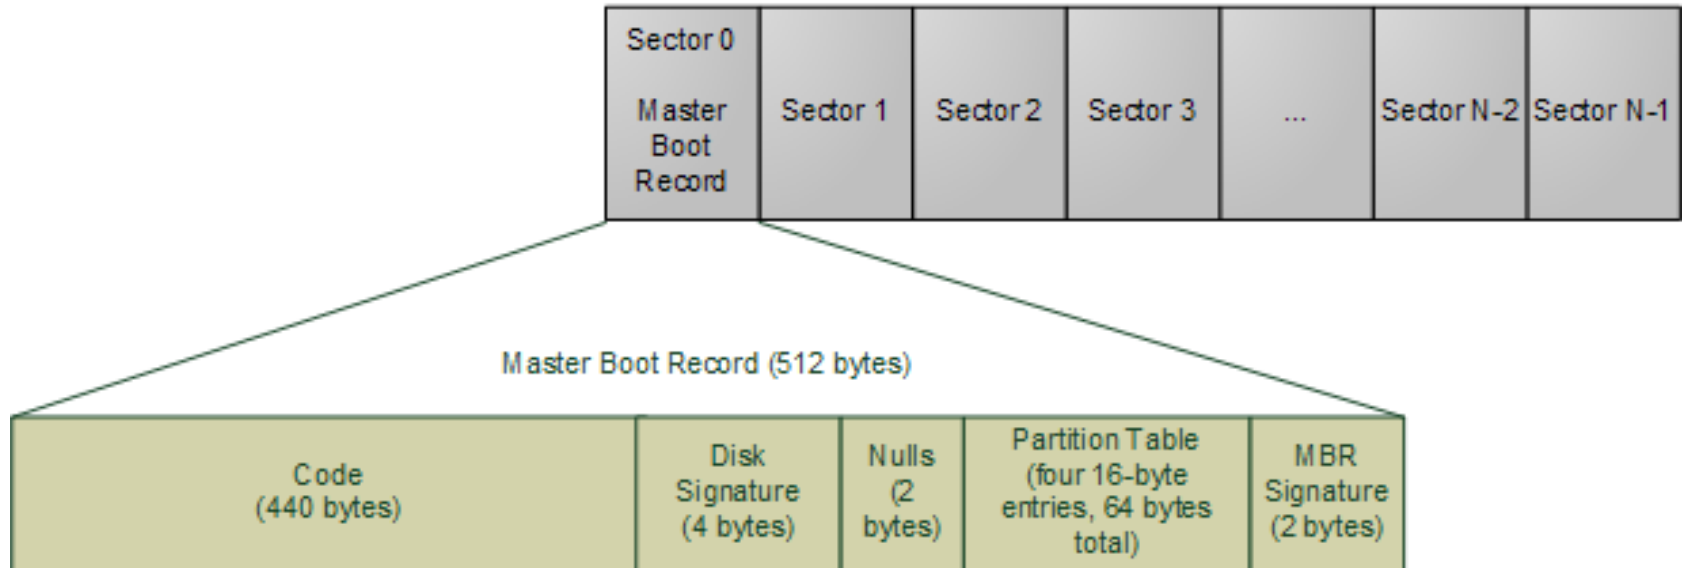 Sector 0
Master
Boot
Record
Sector 1
Sector 2
Sector 3
...
Sector N-2
Sector N-1
Master Boot Record (512 bytes)
Code
(440 bytes)
Disk
Signature
(4 bytes)
Nulls
(2
bytes)
Partition Table
(four 16-byte
entries, 64 bytes
total)
MBR
Signature
(2 bytes)